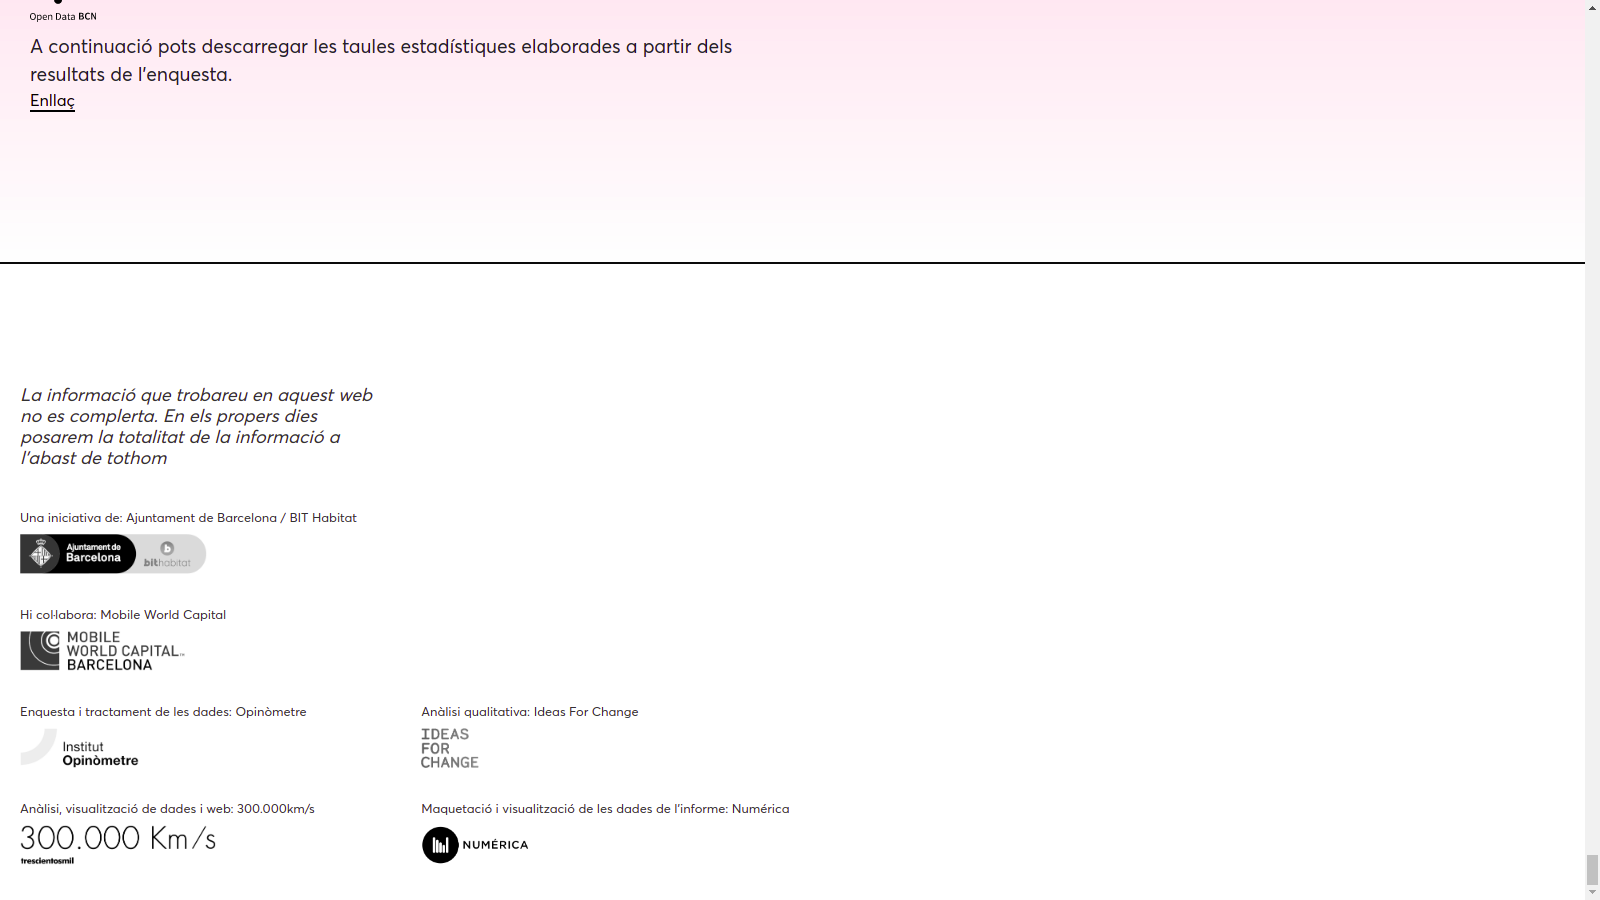 Open Data BCN
A continuació pots descarregar les taules estadístiques elaborades a partir dels
resultats de l'enquesta.
Enllaç
La informació que trobareu en aquest web
no es complerta. En els propers dies
posarem la totalitat de la informació a
l'abast de tothom
Una iniciativa de: Ajuntament de Barcelona / BIT Habitat
Ajuntament de
Barcelona
b
bithabitat
Hi col·labora: Mobile World Capital
MOBILE
WORLD CAPITAL™
BARCELONA
Enquesta i tractament de les dades: Opinòmetre
Institut
Opinòmetre
Anàlisi qualitativa: Ideas For Change
IDEAS
FOR
CHANGE
Anàlisi, visualització de dades i web: 300.000km/s
300.000 Km/s
trescientosmil
Maquetació i visualització de les dades de l'informe: Numérica
NUMÉRICA